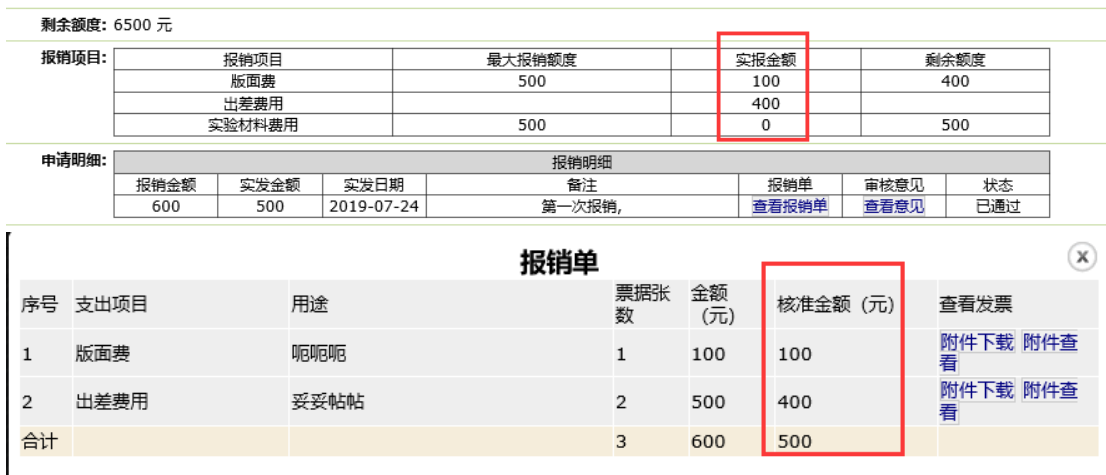 剩余额度: 6500 元
报销项目: 报销项目 最大报销额度 实报金额 剩余额度
版面费 500 100 400
出差费用 400
实验材料费用 500 0 500
申请明细: 报销明细
报销金额 实发金额 实发日期 备注 报销单 审核意见 状态
600 500 2019-07-24 第一次报销, 查看报销单 查看意见 已通过
报销单 x
序号 支出项目 用途 票据张数 金额(元) 核准金额 (元) 查看发票
1 版面费 呃呃呃 1 100 100 附件下载 附件查看
2 出差费用 妥妥帖帖 2 500 400 附件下载 附件查看
合计 3 600 500